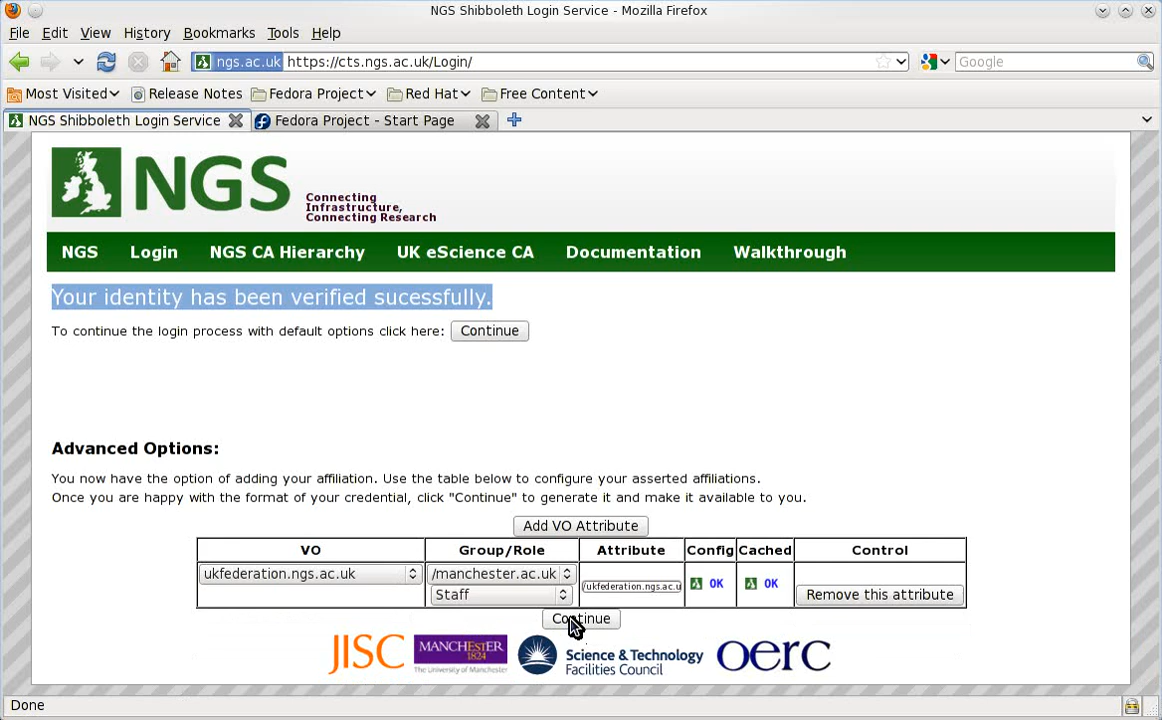 NGS Shibboleth Login Service - Mozilla Firefox
File Edit View History Bookmarks Tools Help
ngs.ac.uk https://cts.ngs.ac.uk/Login/ Google
Most Visited Release Notes Fedora Project Red Hat Free Content
NGS Shibboleth Login Service Fedora Project - Start Page
NGS
Connecting
Infrastructure,
Connecting Research
NGS Login NGS CA Hierarchy UK eScience CA Documentation Walkthrough
Your identity has been verified sucessfully.
To continue the login process with default options click here: Continue
Advanced Options:
You now have the option of adding your affiliation. Use the table below to configure your asserted affiliations.
Once you are happy with the format of your credential, click "Continue" to generate it and make it available to you.
Add VO Attribute
VO Group/Role Attribute Config Cached Control
ukfederation.ngs.ac.uk /manchester.ac.uk /ukfederation.ngs.ac.u OK OK
Staff Remove this attribute
Continue
JISC MANCHESTER 1824 The University of Manchester Science & Technology Facilities Council oerc
Done